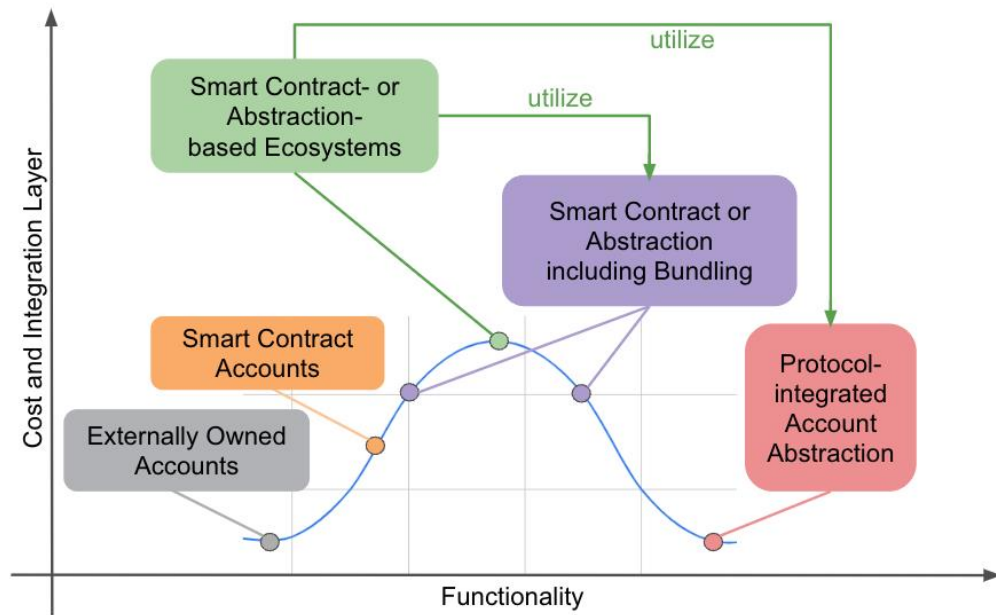 utilize
Smart Contract- or
Abstraction-
based Ecosystems
utilize
Smart Contract or
Abstraction
including Bundling
Smart Contract
Accounts
Protocol-
integrated
Account
Abstraction
Externally Owned
Accounts
Cost and Integration Layer
Functionality